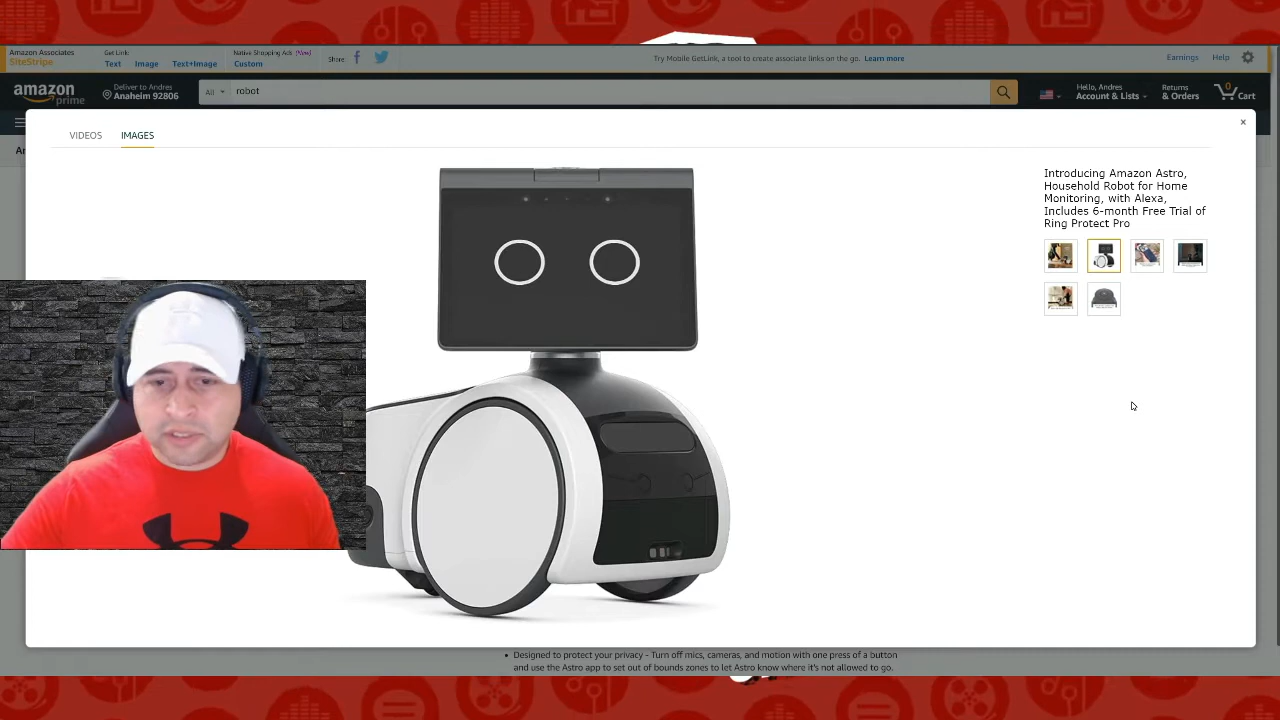 Amazon Associates
SiteStripe
Get Link:
Text
Image
Text+Image
Native Shopping Ads (New)
Custom
Share:
Try Mobile GetLink, a tool to create associate links on the go. Learn more
Earnings
Help
amazon
prime
Deliver to Andres
Anaheim 92806
All
robot
Hello, Andres
Account & Lists
Returns
& Orders
0
Cart
VIDEOS
IMAGES
Introducing Amazon Astro,
Household Robot for Home
Monitoring, with Alexa,
Includes 6-month Free Trial of
Ring Protect Pro
Designed to protect your privacy - Turn off mics, cameras, and motion with one press of a button
and use the Astro app to set out of bounds zones to let Astro know where it's not allowed to go.